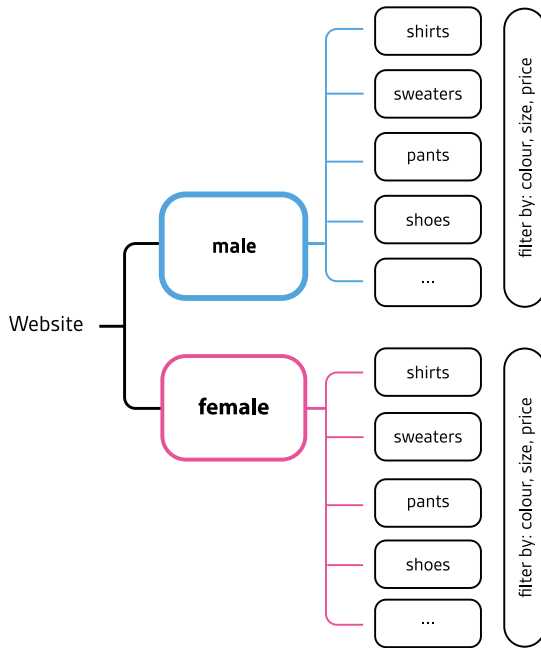 Website
male
shirts
sweaters
pants
shoes
...
filter by: colour, size, price
female
shirts
sweaters
pants
shoes
...
filter by: colour, size, price